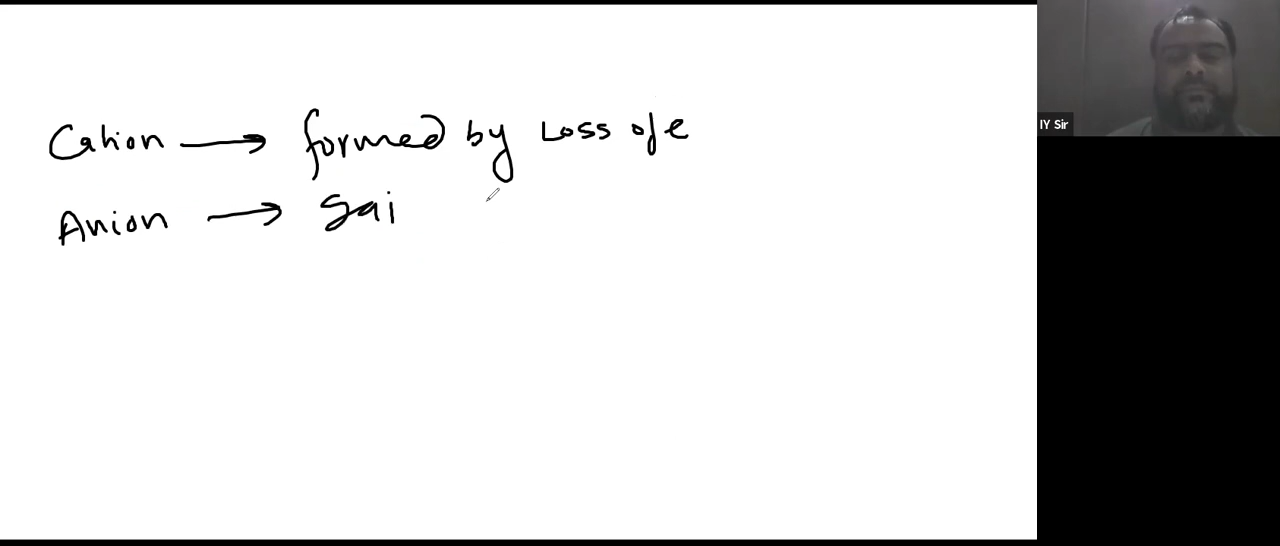 Cation → formed by Loss of e
IY Sir
Anion → gai